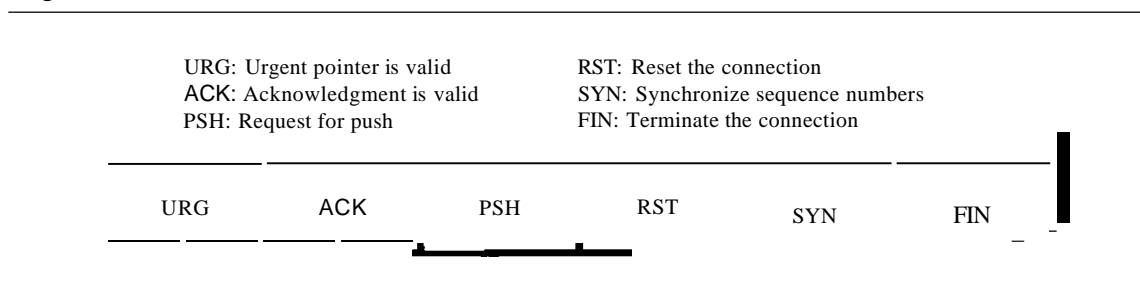 URG: Urgent pointer is valid
ACK: Acknowledgment is valid
PSH: Request for push
RST: Reset the connection
SYN: Synchronize sequence numbers
FIN: Terminate the connection
URG ACK PSH RST SYN FIN